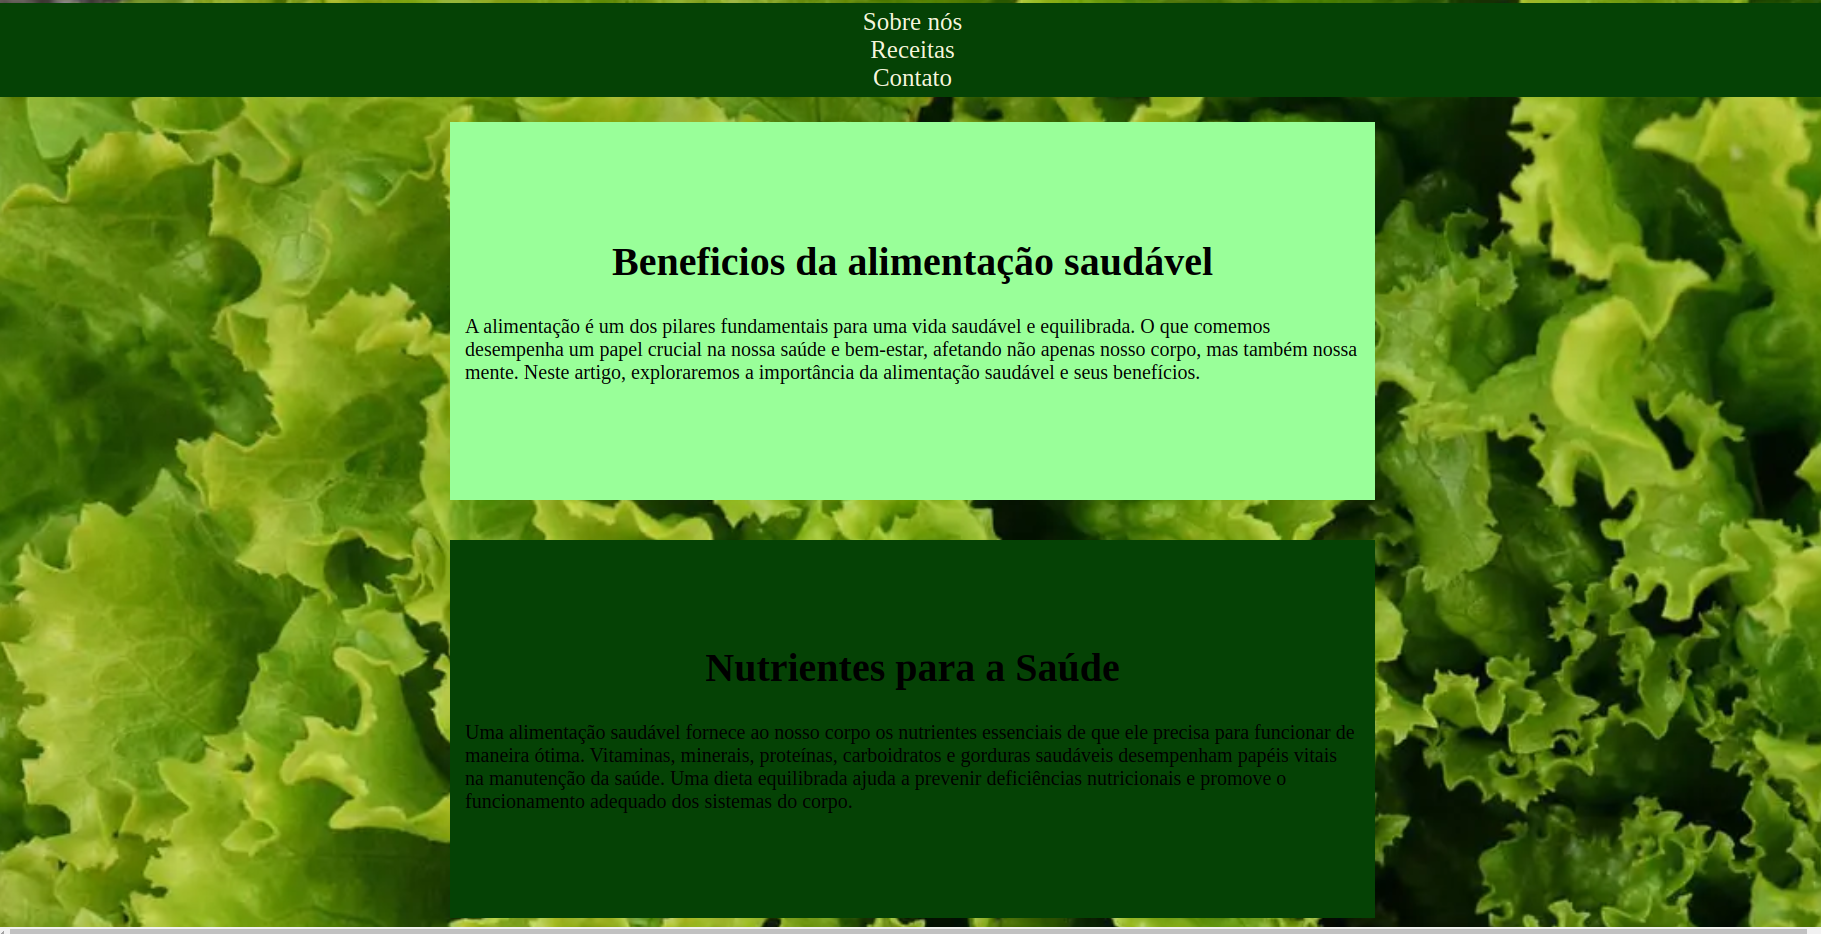 Sobre nós
Receitas
Contato
Beneficios da alimentação saudável
A alimentação é um dos pilares fundamentais para uma vida saudável e equilibrada. O que comemos
desempenha um papel crucial na nossa saúde e bem-estar, afetando não apenas nosso corpo, mas também nossa
mente. Neste artigo, exploraremos a importância da alimentação saudável e seus benefícios.
Nutrientes para a Saúde
Uma alimentação saudável fornece ao nosso corpo os nutrientes essenciais de que ele precisa para funcionar de
maneira ótima. Vitaminas, minerais, proteínas, carboidratos e gorduras saudáveis desempenham papéis vitais
na manutenção da saúde. Uma dieta equilibrada ajuda a prevenir deficiências nutricionais e promove o
funcionamento adequado dos sistemas do corpo.